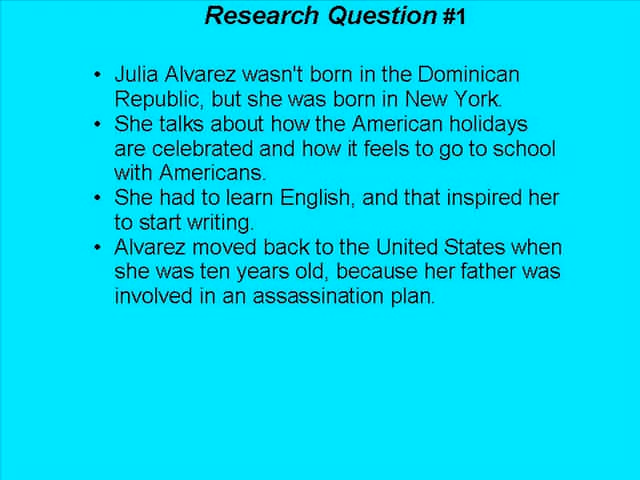 Research Question #1
• Julia Alvarez wasn't born in the Dominican
Republic, but she was born in New York.
• She talks about how the American holidays
are celebrated and how it feels to go to school
with Americans.
• She had to learn English, and that inspired her
to start writing.
• Alvarez moved back to the United States when
she was ten years old, because her father was
involved in an assassination plan.